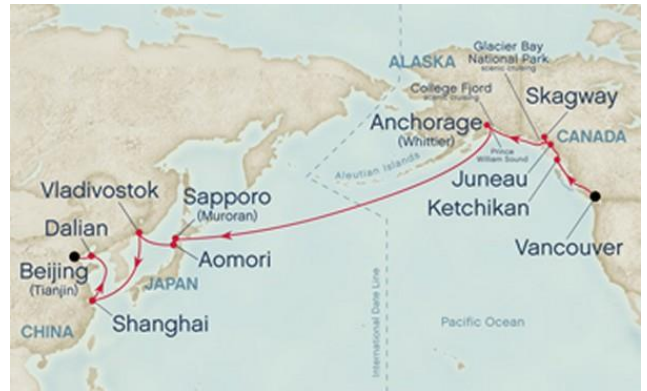 Glacier Bay
National Park
scenic cruising
ALASKA
College Fjord
scenic cruising
Skagway
Anchorage
(Whittier)
CANADA
Prince
William Sound
Aleutian Islands
Juneau
Ketchikan
Vancouver
Vladivostok
Sapporo
(Muroran)
Dalian
Aomori
Beijing
(Tianjin)
JAPAN
Shanghai
CHINA
International Date Line
Pacific Ocean